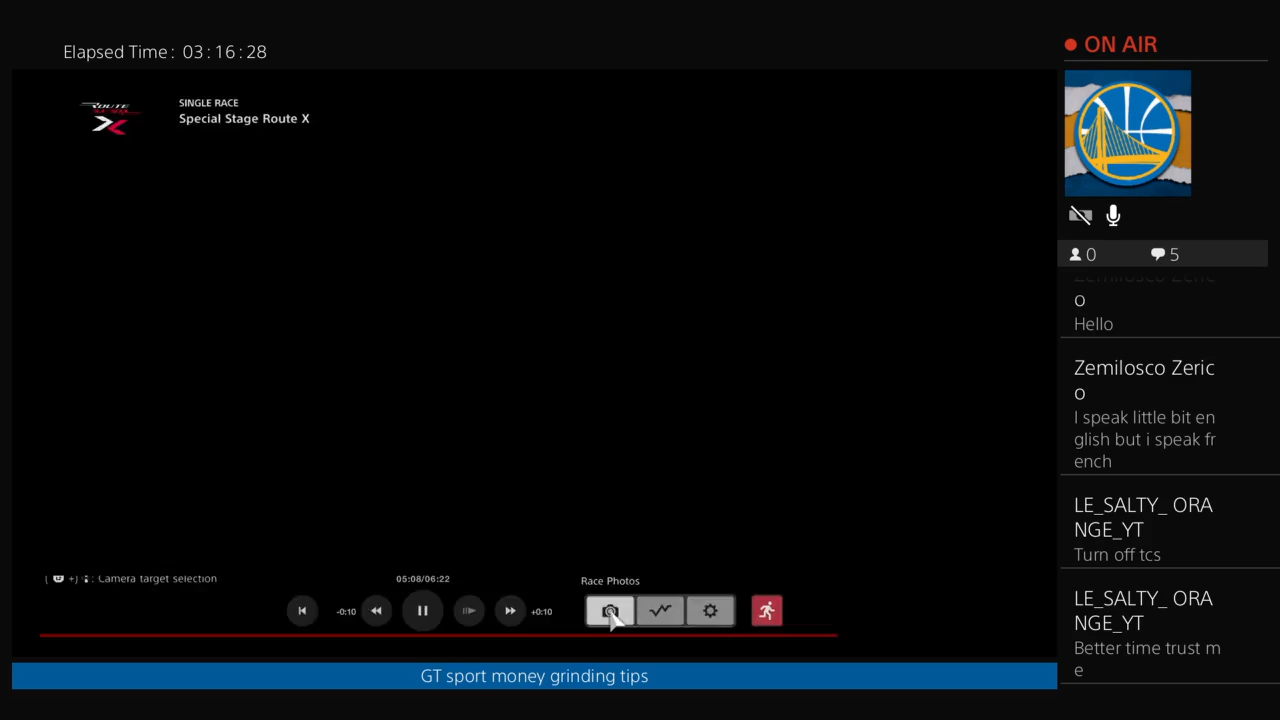 Elapsed Time: 03:16:28
ON AIR
ROUTE
X
SINGLE RACE
Special Stage Route X
0
5
o
Hello
Zemilosco Zeric
o
I speak little bit en
glish but i speak fr
ench
LE_SALTY_ ORA
NGE_YT
Turn off tcs
LE_SALTY_ ORA
NGE_YT
Better time trust m
e
: Camera target selection
05:08/06:22
Race Photos
-0:10
+0:10
GT sport money grinding tips